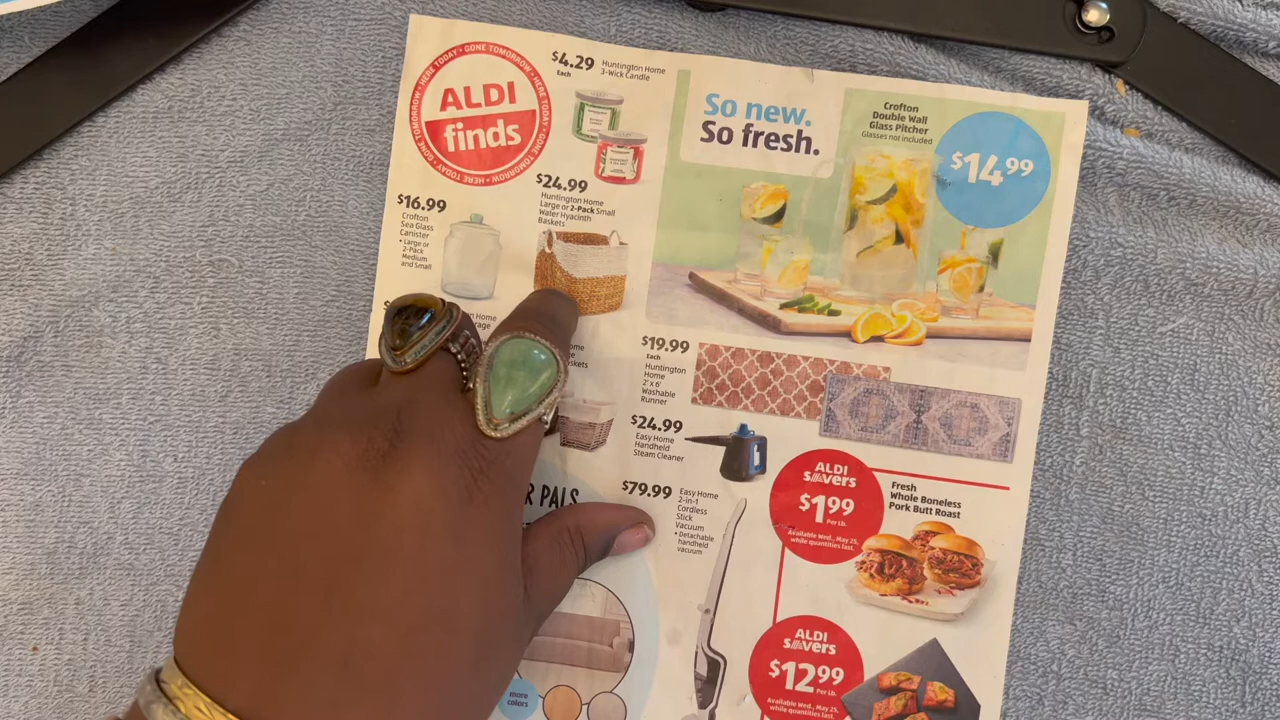 HERE TODAY • GONE TOMORROW • HERE TODAY • GONE TOMORROW • HERE TODAY • GONE TOMORROW
ALDI
finds
$4.29
Each
Huntington Home
3-Wick Candle
$24.99
Huntington Home
Large or 2-Pack Small
Water Hyacinth
Baskets
$16.99
Crofton
Sea Glass
Canister
• Large or
2-Pack
Medium
and Small
So new.
So fresh.
Crofton
Double Wall
Glass Pitcher
Glasses not included
$14.99
$19.99
Each
Huntington
Home
2' x 6'
Washable
Runner
$24.99
Easy Home
Handheld
Steam Cleaner
$79.99
Easy Home
2-in-1
Cordless
Stick
Vacuum
• Detachable
handheld
vacuum
PALS
more
colors
ALDI
SAVERS
$1.99
Per Lb.
Available Wed., May 25,
while quantities last.
Fresh
Whole Boneless
Pork Butt Roast
ALDI
SAVERS
$12.99
Per Lb.
Available Wed., May 25,
while quantities last.